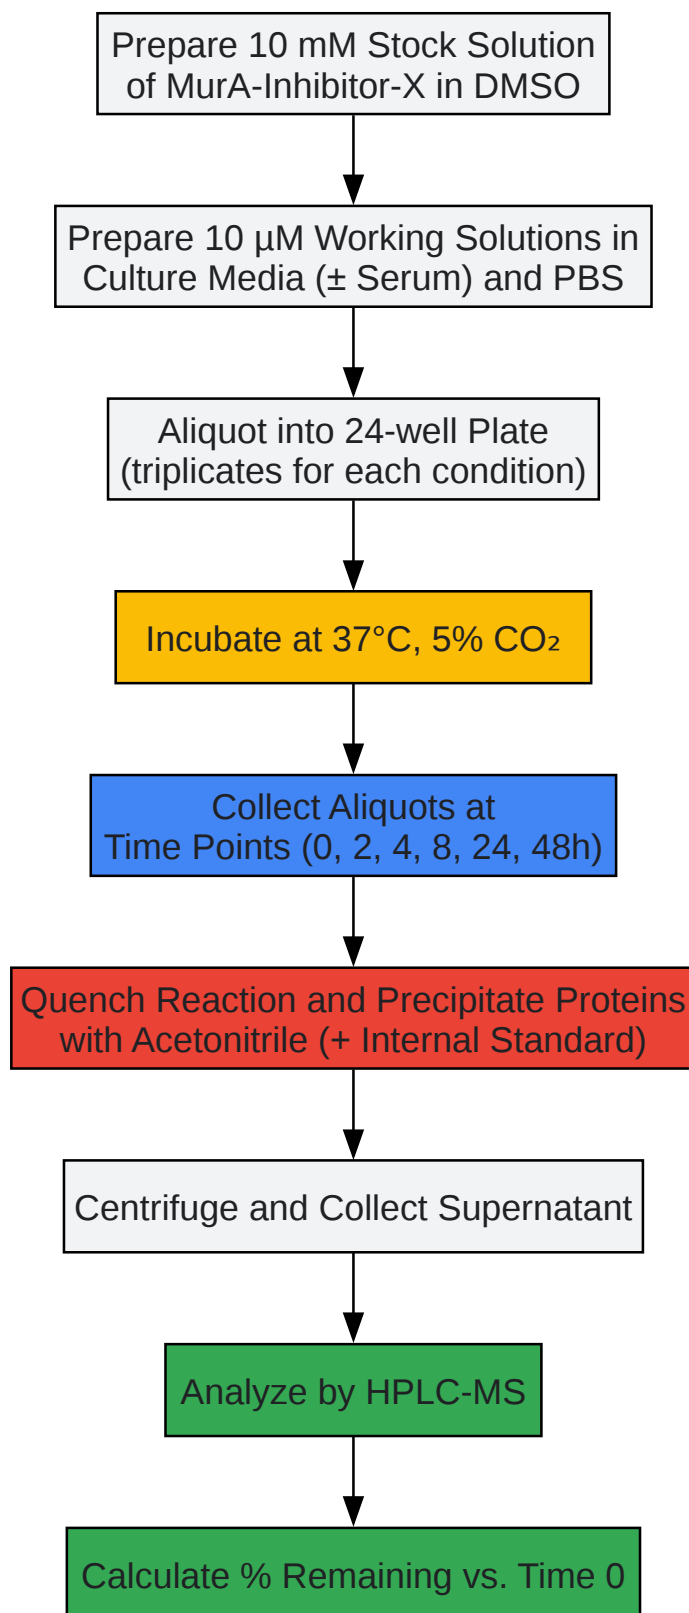 Prepare 10 mM Stock Solution
of MurA-Inhibitor-X in DMSO
Prepare 10 µM Working Solutions in
Culture Media (± Serum) and PBS
Aliquot into 24-well Plate
(triplicates for each condition)
Incubate at 37°C, 5% CO₂
Collect Aliquots at
Time Points (0, 2, 4, 8, 24, 48h)
Quench Reaction and Precipitate Proteins
with Acetonitrile (+ Internal Standard)
Centrifuge and Collect Supernatant
Analyze by HPLC-MS
Calculate % Remaining vs. Time 0